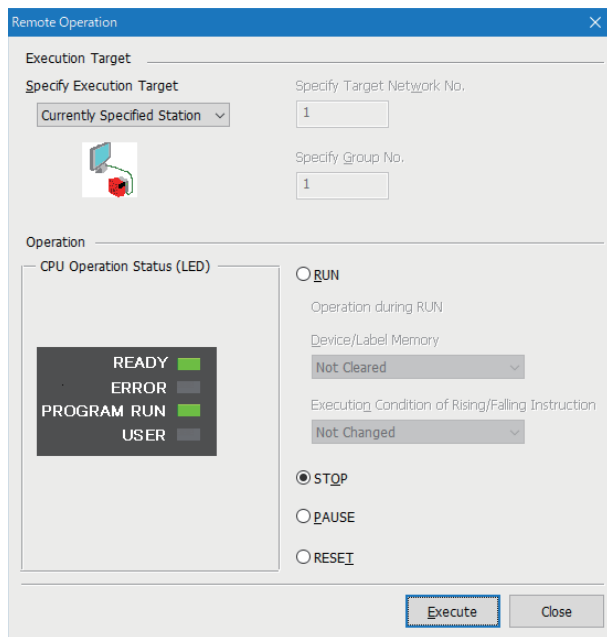 Remote Operation
Execution Target
Specify Execution Target
Currently Specified Station
Specify Target Network No.
1
Specify Group No.
1
Operation
CPU Operation Status (LED)
READY
ERROR
PROGRAM RUN
USER
RUN
Operation during RUN
Device/Label Memory
Not Cleared
Execution Condition of Rising/Falling Instruction
Not Changed
STOP
PAUSE
RESET
Execute
Close